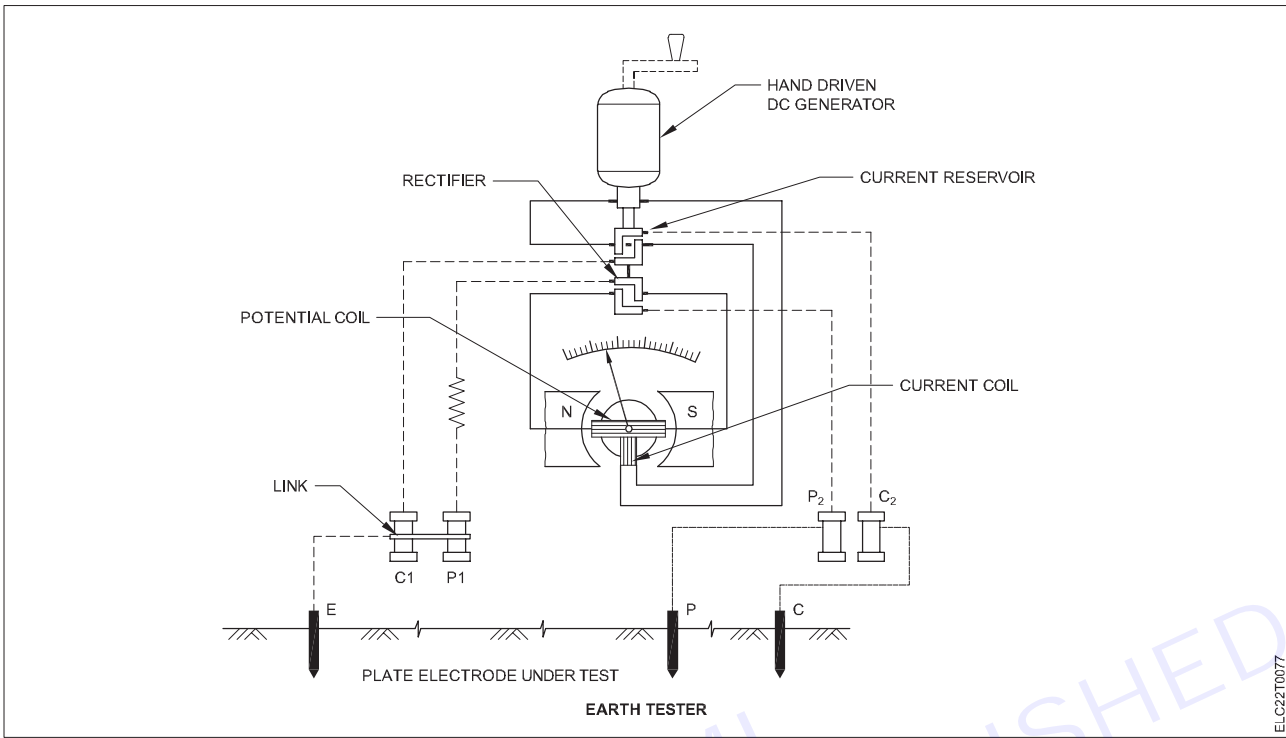 HAND DRIVEN
DC GENERATOR
RECTIFIER
CURRENT RESERVOIR
POTENTIAL COIL
CURRENT COIL
N
S
LINK
P2
C2
C1
P1
E
P
C
PLATE ELECTRODE UNDER TEST
EARTH TESTER
ELC22T0077